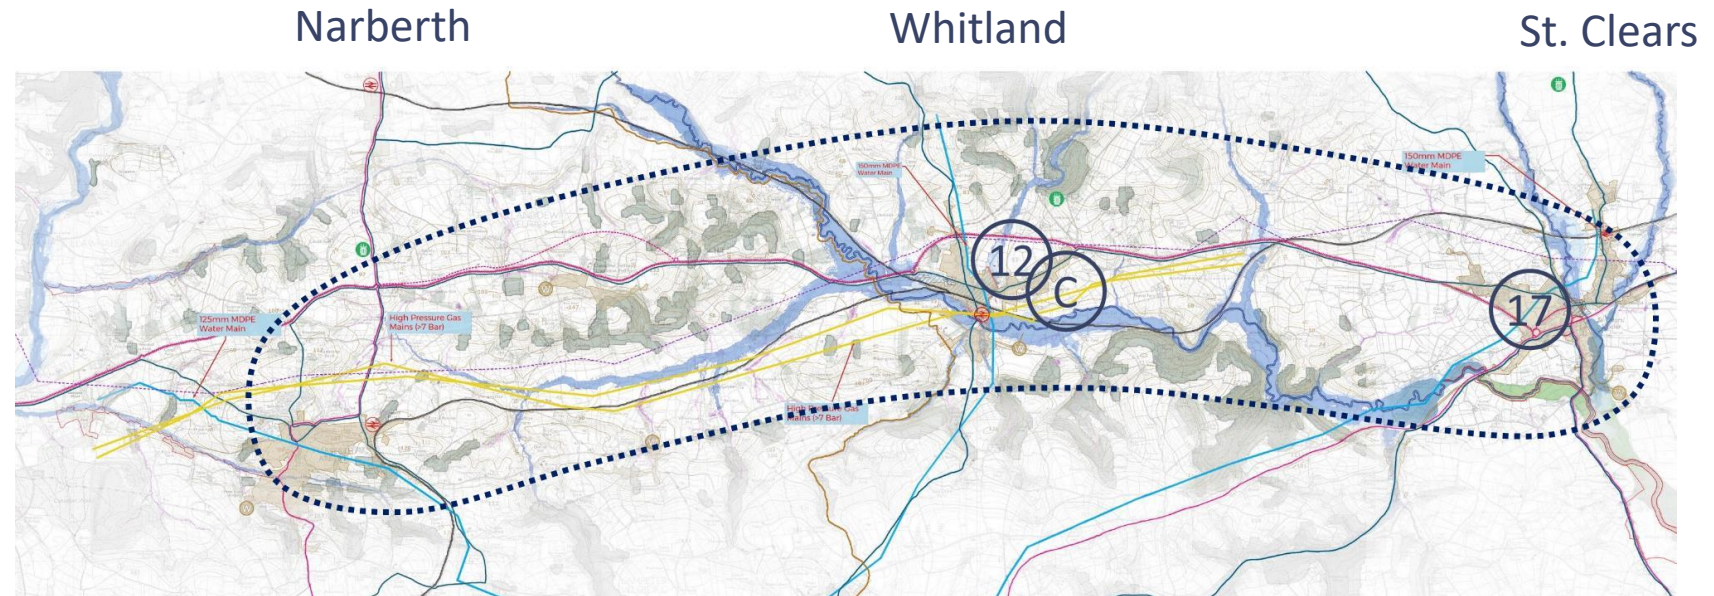 Narberth
Whitland
St. Clears
150mm MDPE
Water Main
150mm MDPE
Water Main
12
C
17
125mm MDPE
Water Main
High Pressure Gas
Mains (>7 Bar)
High Pressure Gas
Mains (>7 Bar)